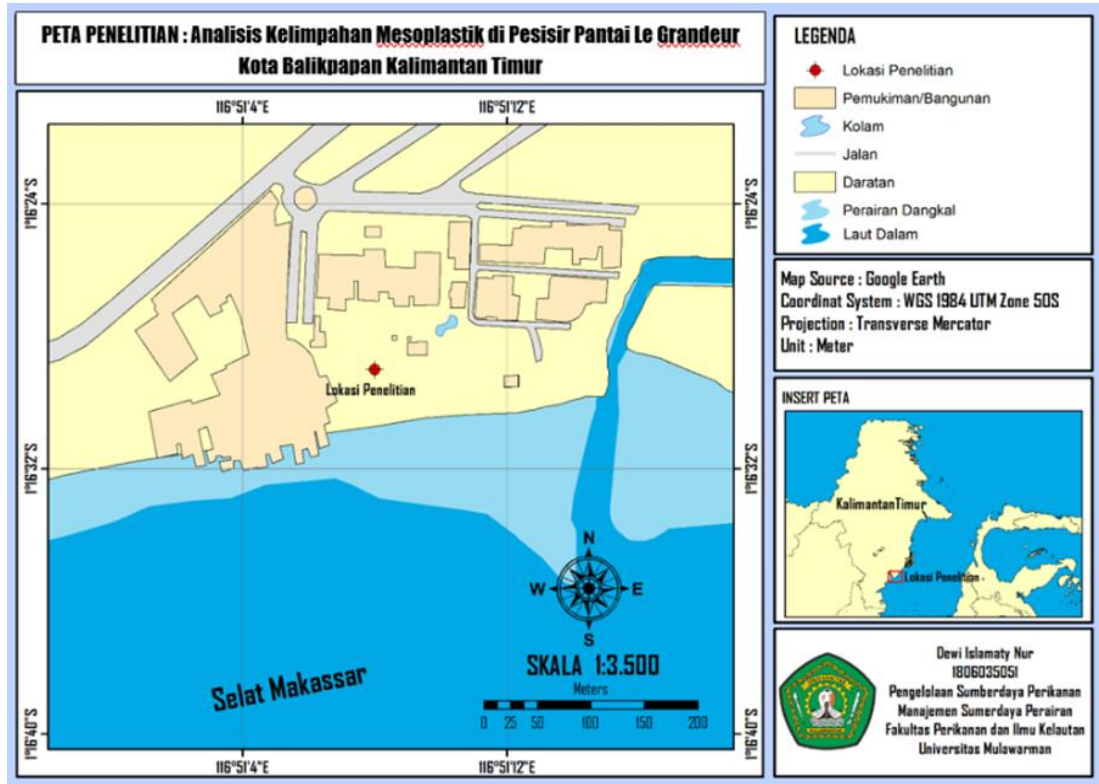 PETA PENELITIAN : Analisis Kelimpahan Mesoplastik di Pesisir Pantai Le Grandeur
Kota Balikpapan Kalimantan Timur
116°51'4"E
116°51'12"E
1°16'24"S
1°16'24"S
Lokasi Penelitian
1°16'32"S
1°16'32"S
N
W
E
S
SKALA 1:3.500
Meters
0 25 50 100 150 200
Selat Makassar
1°16'40"S
1°16'40"S
116°51'4"E
116°51'12"E
LEGENDA
Lokasi Penelitian
Pemukiman/Bangunan
Kolam
Jalan
Daratan
Perairan Dangkal
Laut Dalam
Map Source : Google Earth
Coordinat System : WGS 1984 UTM Zone 50S
Projection : Transverse Mercator
Unit : Meter
INSERT PETA
Kalimantan Timur
Lokasi Penelitian
Dewi Islamaty Nur
1806035051
Pengelolaan Sumberdaya Perikanan
Manajemen Sumerdaya Perairan
Fakultas Perikanan dan Ilmu Kelautan
Universitas Mulawarman